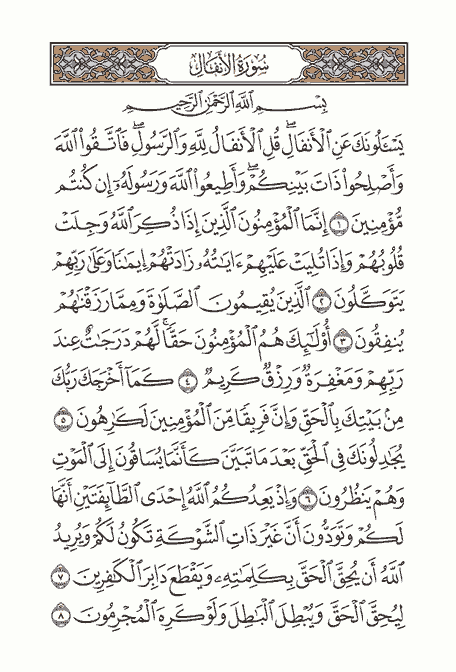 سُورَةُ الأَنفَالِ
بِسْمِ اللَّهِ الرَّحْمَٰنِ الرَّحِيمِ
يَسْـَٔلُونَكَ عَنِ ٱلْأَنفَالِۖ قُلِ ٱلْأَنفَالُ لِلَّهِ وَٱلرَّسُولِۖ فَٱتَّقُوا۟ ٱللَّهَ
وَأَصْلِحُوا۟ ذَاتَ بَيْنِكُمْۖ وَأَطِيعُوا۟ ٱللَّهَ وَرَسُولَهُۥٓ إِن كُنتُم
مُّؤْمِنِينَ ١ إِنَّمَا ٱلْمُؤْمِنُونَ ٱلَّذِينَ إِذَا ذُكِرَ ٱللَّهُ وَجِلَتْ
قُلُوبُهُمْ وَإِذَا تُلِيَتْ عَلَيْهِمْ ءَايَٰتُهُۥ زَادَتْهُمْ إِيمَٰنًا وَعَلَىٰ رَبِّهِمْ
يَتَوَكَّلُونَ ٢ ٱلَّذِينَ يُقِيمُونَ ٱلصَّلَوٰةَ وَمِمَّا رَزَقْنَٰهُمْ
يُنفِقُونَ ٣ أُو۟لَٰٓئِكَ هُمُ ٱلْمُؤْمِنُونَ حَقًّاۚ لَّهُمْ دَرَجَٰتٌ عِندَ
رَبِّهِمْ وَمَغْفِرَةٌ وَرِزْقٌ كَرِيمٌ ٤ كَمَآ أَخْرَجَكَ رَبُّكَ
مِنۢ بَيْتِكَ بِٱلْحَقِّ وَإِنَّ فَرِيقًا مِّنَ ٱلْمُؤْمِنِينَ لَكَٰرِهُونَ ٥
يُجَٰدِلُونَكَ فِى ٱلْحَقِّ بَعْدَ مَا تَبَيَّنَ كَأَنَّمَا يُسَاقُونَ إِلَى ٱلْمَوْتِ
وَهُمْ يَنظُرُونَ ٦ وَإِذْ يَعِدُكُمُ ٱللَّهُ إِحْدَى ٱلطَّآئِفَتَيْنِ أَنَّهَا
لَكُمْ وَتَوَدُّونَ أَنَّ غَيْرَ ذَاتِ ٱلشَّوْكَةِ تَكُونُ لَكُمْ وَيُرِيدُ
ٱللَّهُ أَن يُحِقَّ ٱلْحَقَّ بِكَلِمَٰتِهِۦ وَيَقْطَعَ دَابِرَ ٱلْكَٰفِرِينَ ٧
لِيُحِقَّ ٱلْحَقَّ وَيُبْطِلَ ٱلْبَٰطِلَ وَلَوْ كَرِهَ ٱلْمُجْرِمُونَ ٨